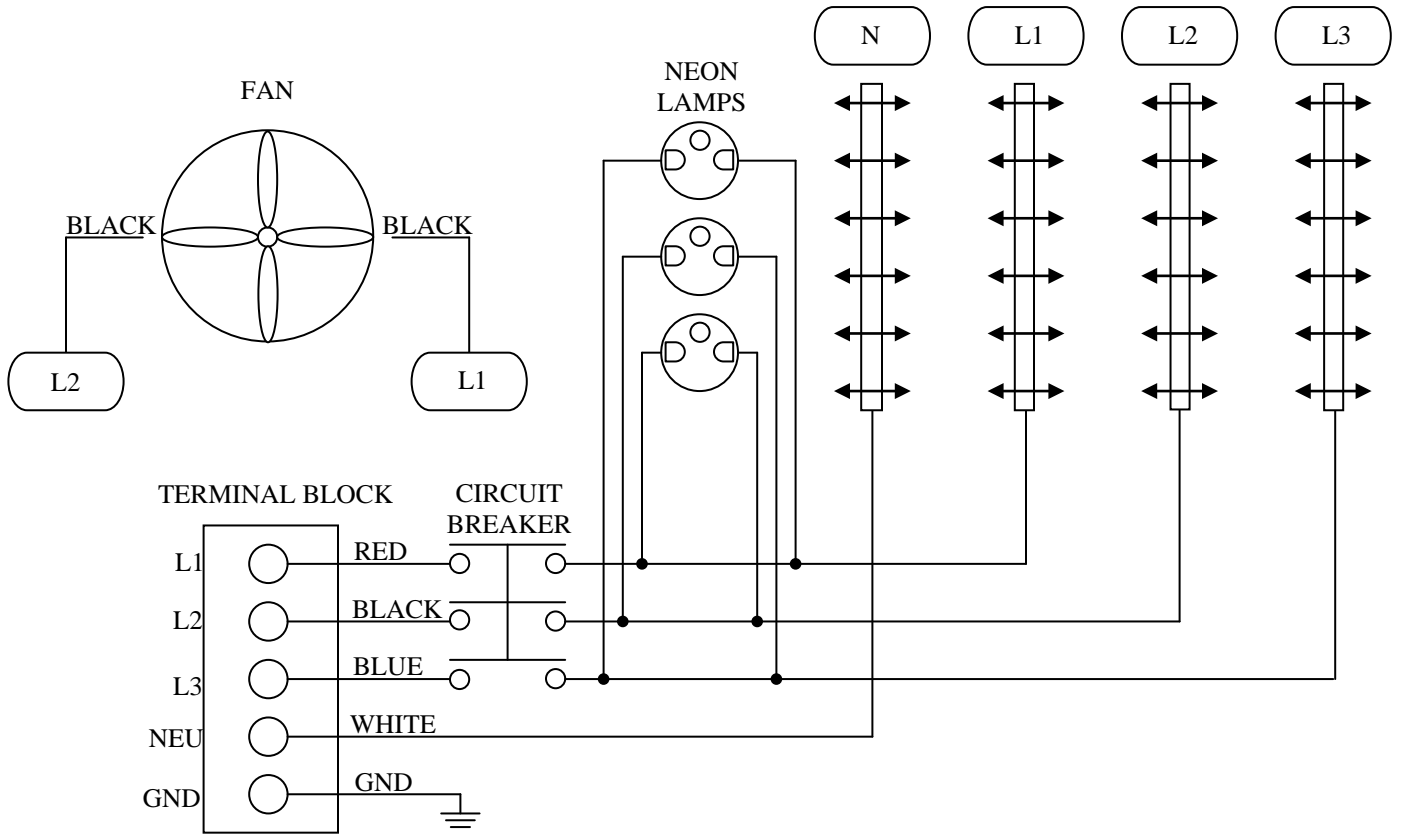 N
L1
L2
L3
NEON
LAMPS
FAN
BLACK
BLACK
L2
L1
TERMINAL BLOCK
CIRCUIT
BREAKER
L1
RED
L2
BLACK
L3
BLUE
NEU
WHITE
GND
GND